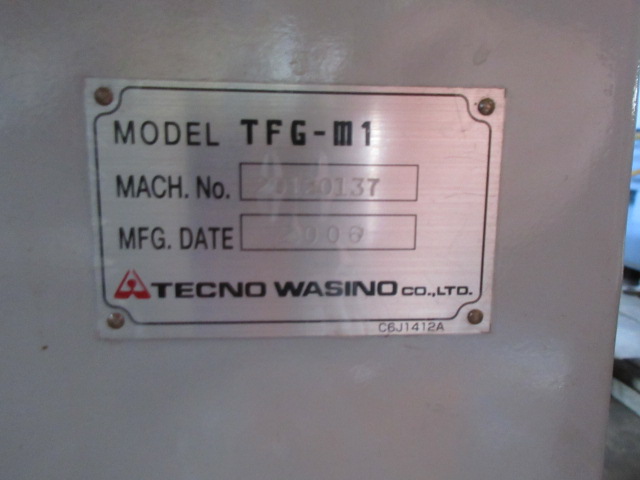 MODEL TFG-m1
MACH. No.
MFG. DATE
TECNO WASINO CO.,LTD.
C6J1412A